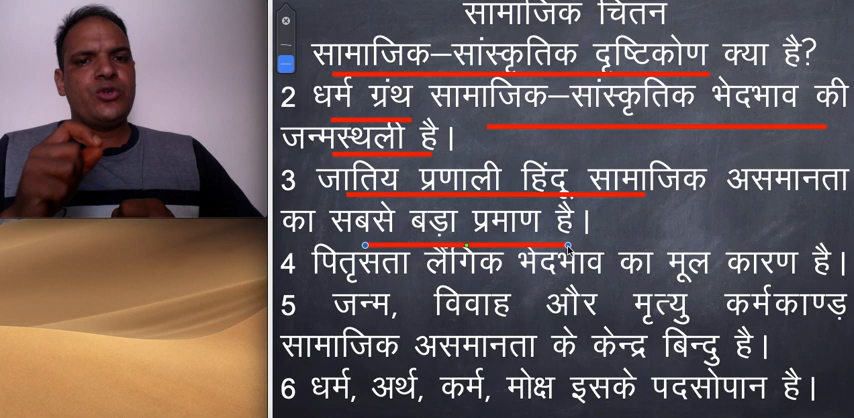 सामाजिक चिंतन
सामाजिक–सांस्कृतिक दृष्टिकोण क्या है?
2 धर्म ग्रंथ सामाजिक–सांस्कृतिक भेदभाव की
जन्मस्थली है।
3 जातिय प्रणाली हिंदू सामाजिक असमानता
का सबसे बड़ा प्रमाण है।
4 पितृसता लैंगिक भेदभाव का मूल कारण है।
5 जन्म, विवाह और मृत्यु कर्मकाण्ड़
सामाजिक असमानता के केन्द्र बिन्दु है।
6 धर्म, अर्थ, कर्म, मोक्ष इसके पदसोपान है।